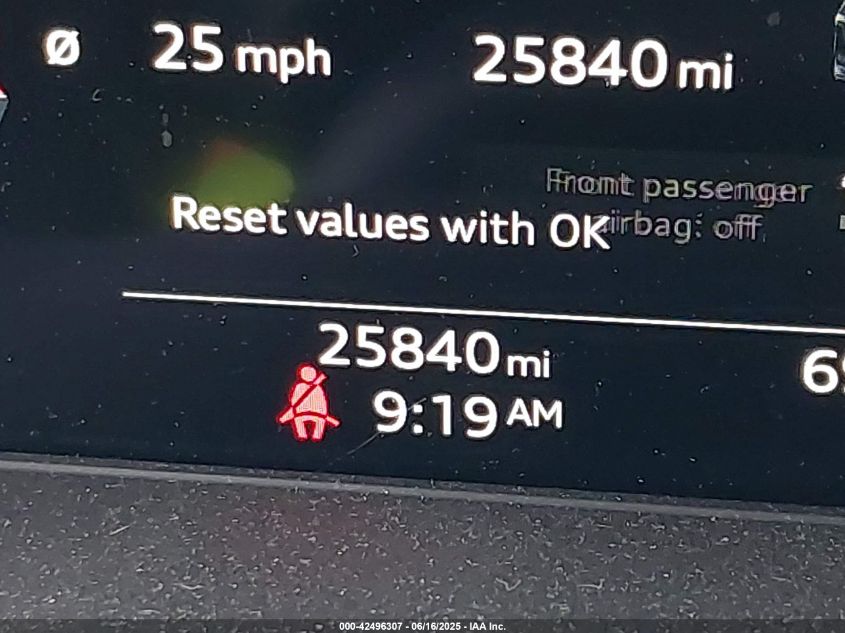 Ø 25 mph 25840 mi
Front passenger
airbag: off
Reset values with OK
25840 mi
9:19 AM
000-42496307 - 06/16/2025 - IAA Inc.